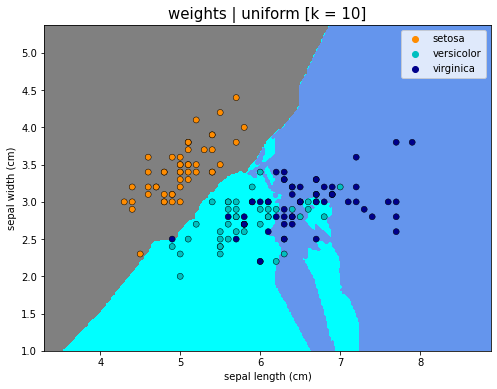 weights | uniform [k = 10]
setosa
versicolor
virginica
5.0
4.5
4.0
3.5
3.0
2.5
2.0
1.5
1.0
sepal width (cm)
4 5 6 7 8
sepal length (cm)